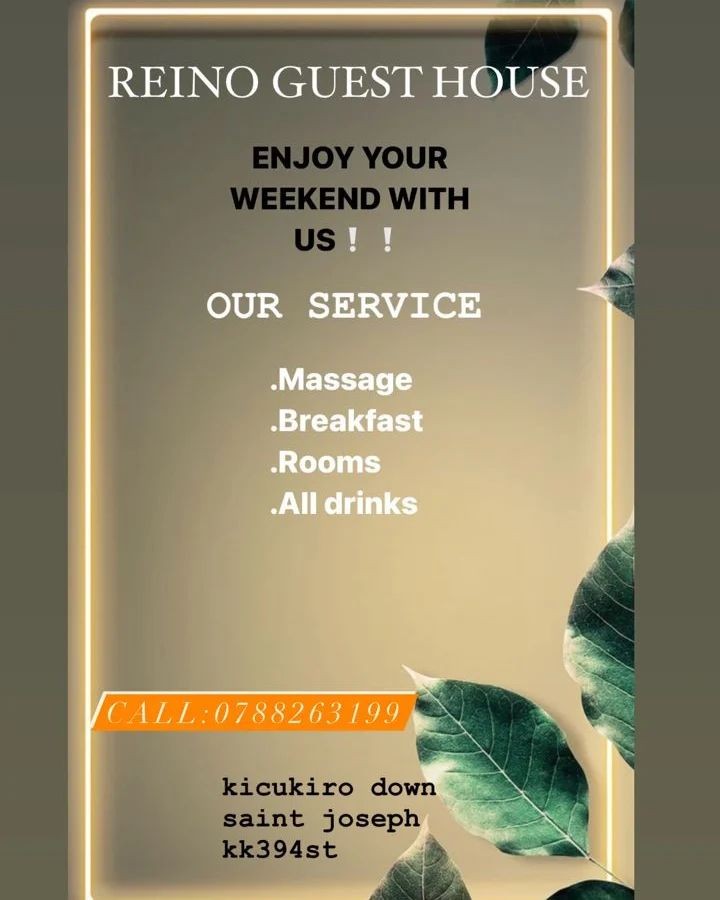 REINO GUEST HOUSE
ENJOY YOUR
WEEKEND WITH
US❕❕
OUR SERVICE
.Massage
.Breakfast
.Rooms
.All drinks
CALL:0788263199
kicukiro down
saint joseph
kk394st